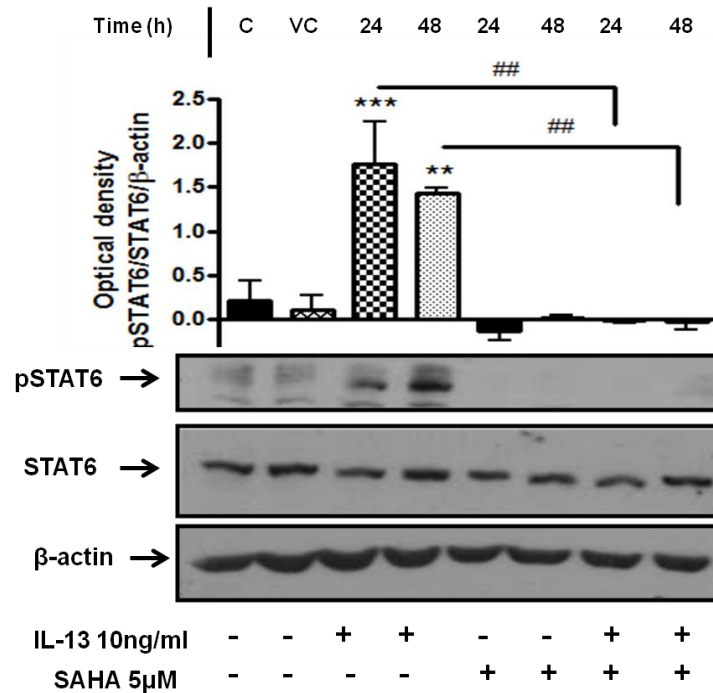 Time (h) C VC 24 48 24 48 24 48
##
##
***
**
2.5
2.0
1.5
1.0
0.5
0.0
Optical density
pSTAT6/STAT6/β-actin
pSTAT6
STAT6
β-actin
IL-13 10ng/ml - - + + - - + +
SAHA 5μM - - - - + + + +